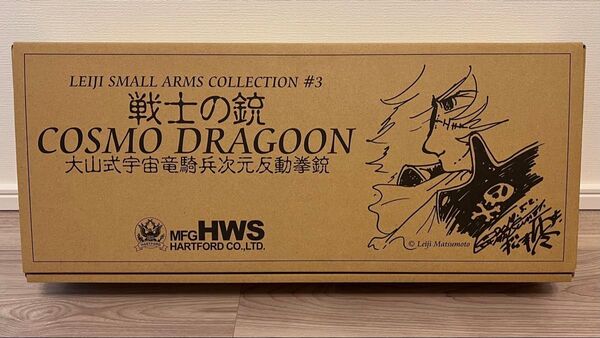 LEIJI SMALL ARMS COLLECTION #3
戦士の銃
COSMO DRAGOON
大山式宇宙竜騎兵次元反動拳銃
HARTFORD
MFG HWS
HARTFORD CO.,LTD.
© Leiji Matsumoto